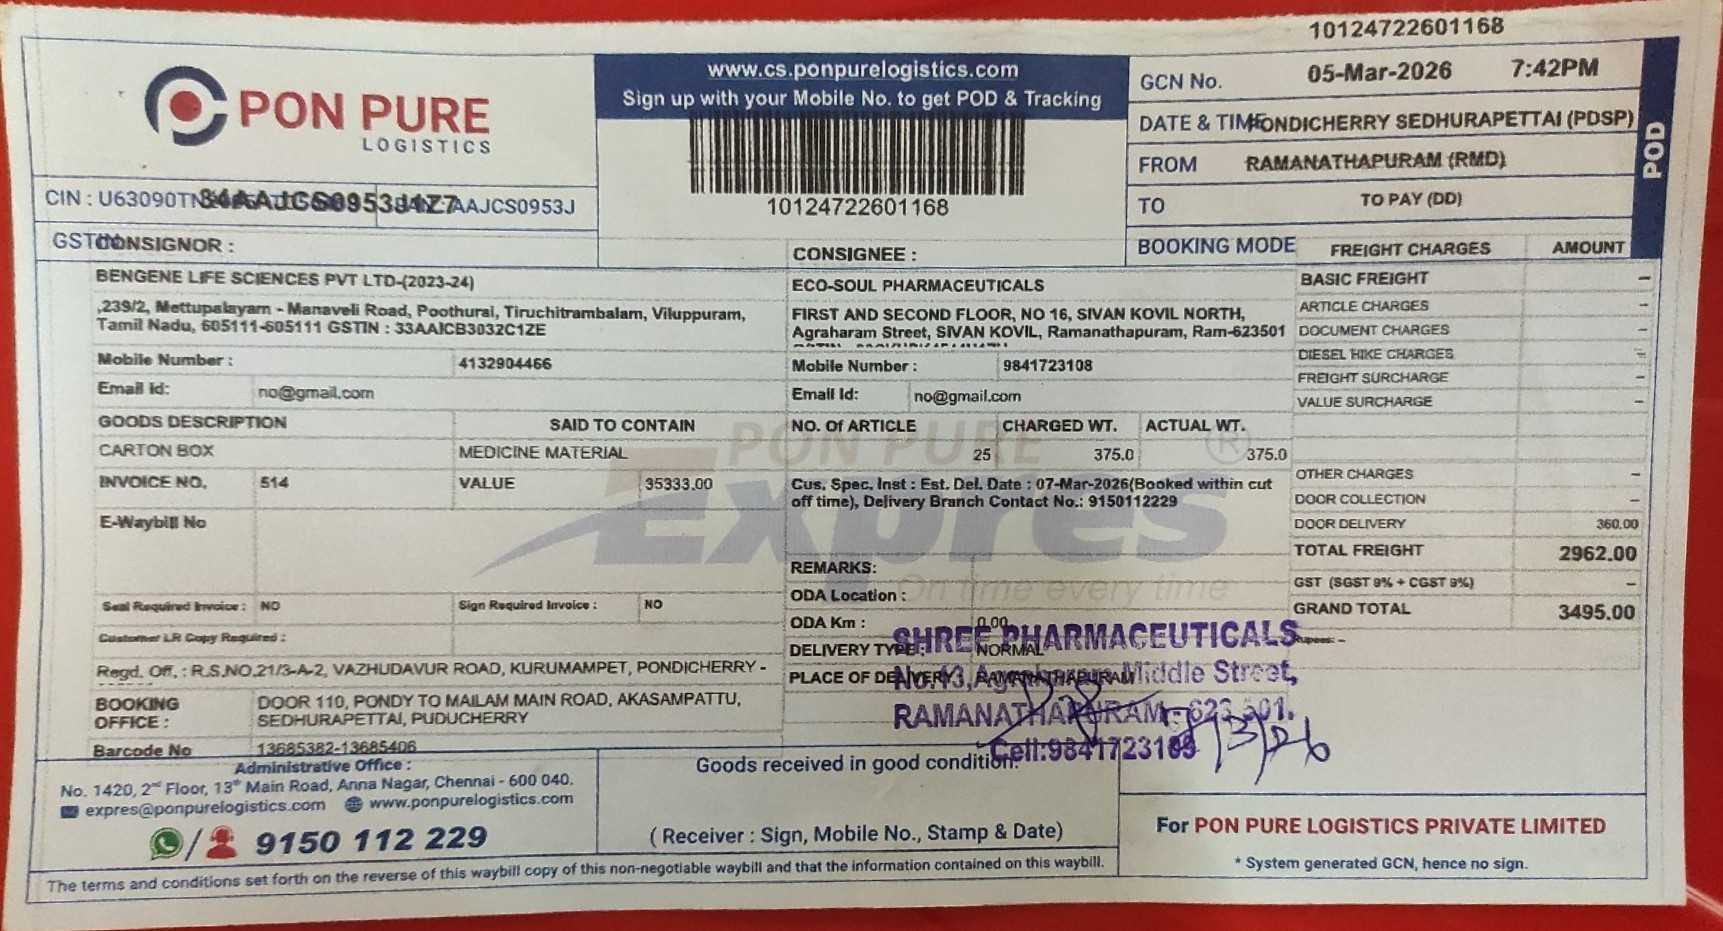 10124722601168
PON PURE
LOGISTICS
www.cs.ponpurelogistics.com
Sign up with your Mobile No. to get POD & Tracking
10124722601168
GCN No. 05-Mar-2026 7:42PM
DATE & TIME PONDICHERRY SEDHURAPETTAI (PDSP)
FROM RAMANATHAPURAM (RMD)
TO TO PAY (DD)
BOOKING MODE
POD
CIN : U63090TN 34AAJCS0953J1Z7 AAJCS0953J
GSTIN
CONSIGNOR :
BENGENE LIFE SCIENCES PVT LTD-(2023-24)
,239/2, Mettupalayam - Manaveli Road, Poothurai, Tiruchitrambalam, Viluppuram,
Tamil Nadu, 605111-605111 GSTIN : 33AAICB3032C1ZE
Mobile Number : 4132904466
Email Id: no@gmail.com
CONSIGNEE :
ECO-SOUL PHARMACEUTICALS
FIRST AND SECOND FLOOR, NO 16, SIVAN KOVIL NORTH,
Agraharam Street, SIVAN KOVIL, Ramanathapuram, Ram-623501
Mobile Number : 9841723108
Email Id: no@gmail.com
GOODS DESCRIPTION SAID TO CONTAIN NO. Of ARTICLE CHARGED WT. ACTUAL WT.
CARTON BOX MEDICINE MATERIAL 25 375.0 375.0
INVOICE NO. 514 VALUE 35333.00
Cus. Spec. Inst : Est. Del. Date : 07-Mar-2026(Booked within cut
off time), Delivery Branch Contact No.: 9150112229
E-Waybill No
PON PURE
Expres ®
On time every time
REMARKS:
ODA Location :
ODA Km : 0.00
DELIVERY TYPE : NORMAL
PLACE OF DELIVERY : RAMANATHAPURAM
Seal Required Invoice : NO Sign Required Invoice : NO
Customer LR Copy Required :
Regd. Off. : R.S.NO.21/3-A-2, VAZHUDAVUR ROAD, KURUMAMPET, PONDICHERRY -
BOOKING OFFICE : DOOR 110, PONDY TO MAILAM MAIN ROAD, AKASAMPATTU,
SEDHURAPETTAI, PUDUCHERRY
Barcode No 13685382-13685406
FREIGHT CHARGES AMOUNT
BASIC FREIGHT -
ARTICLE CHARGES -
DOCUMENT CHARGES -
DIESEL HIKE CHARGES -
FREIGHT SURCHARGE -
VALUE SURCHARGE -
OTHER CHARGES -
DOOR COLLECTION -
DOOR DELIVERY 360.00
TOTAL FREIGHT 2962.00
GST (SGST 9% + CGST 9%) -
GRAND TOTAL 3495.00
Rupees: -
SHREE PHARMACEUTICALS
No.13, Agraharam Middle Street,
RAMANATHAPURAM - 623 501.
Cell:9841723109
Administrative Office :
No. 1420, 2nd Floor, 13th Main Road, Anna Nagar, Chennai - 600 040.
expres@ponpurelogistics.com www.ponpurelogistics.com
/ 9150 112 229
Goods received in good condition.
( Receiver : Sign, Mobile No., Stamp & Date)
For PON PURE LOGISTICS PRIVATE LIMITED
* System generated GCN, hence no sign.
The terms and conditions set forth on the reverse of this waybill copy of this non-negotiable waybill and that the information contained on this waybill.